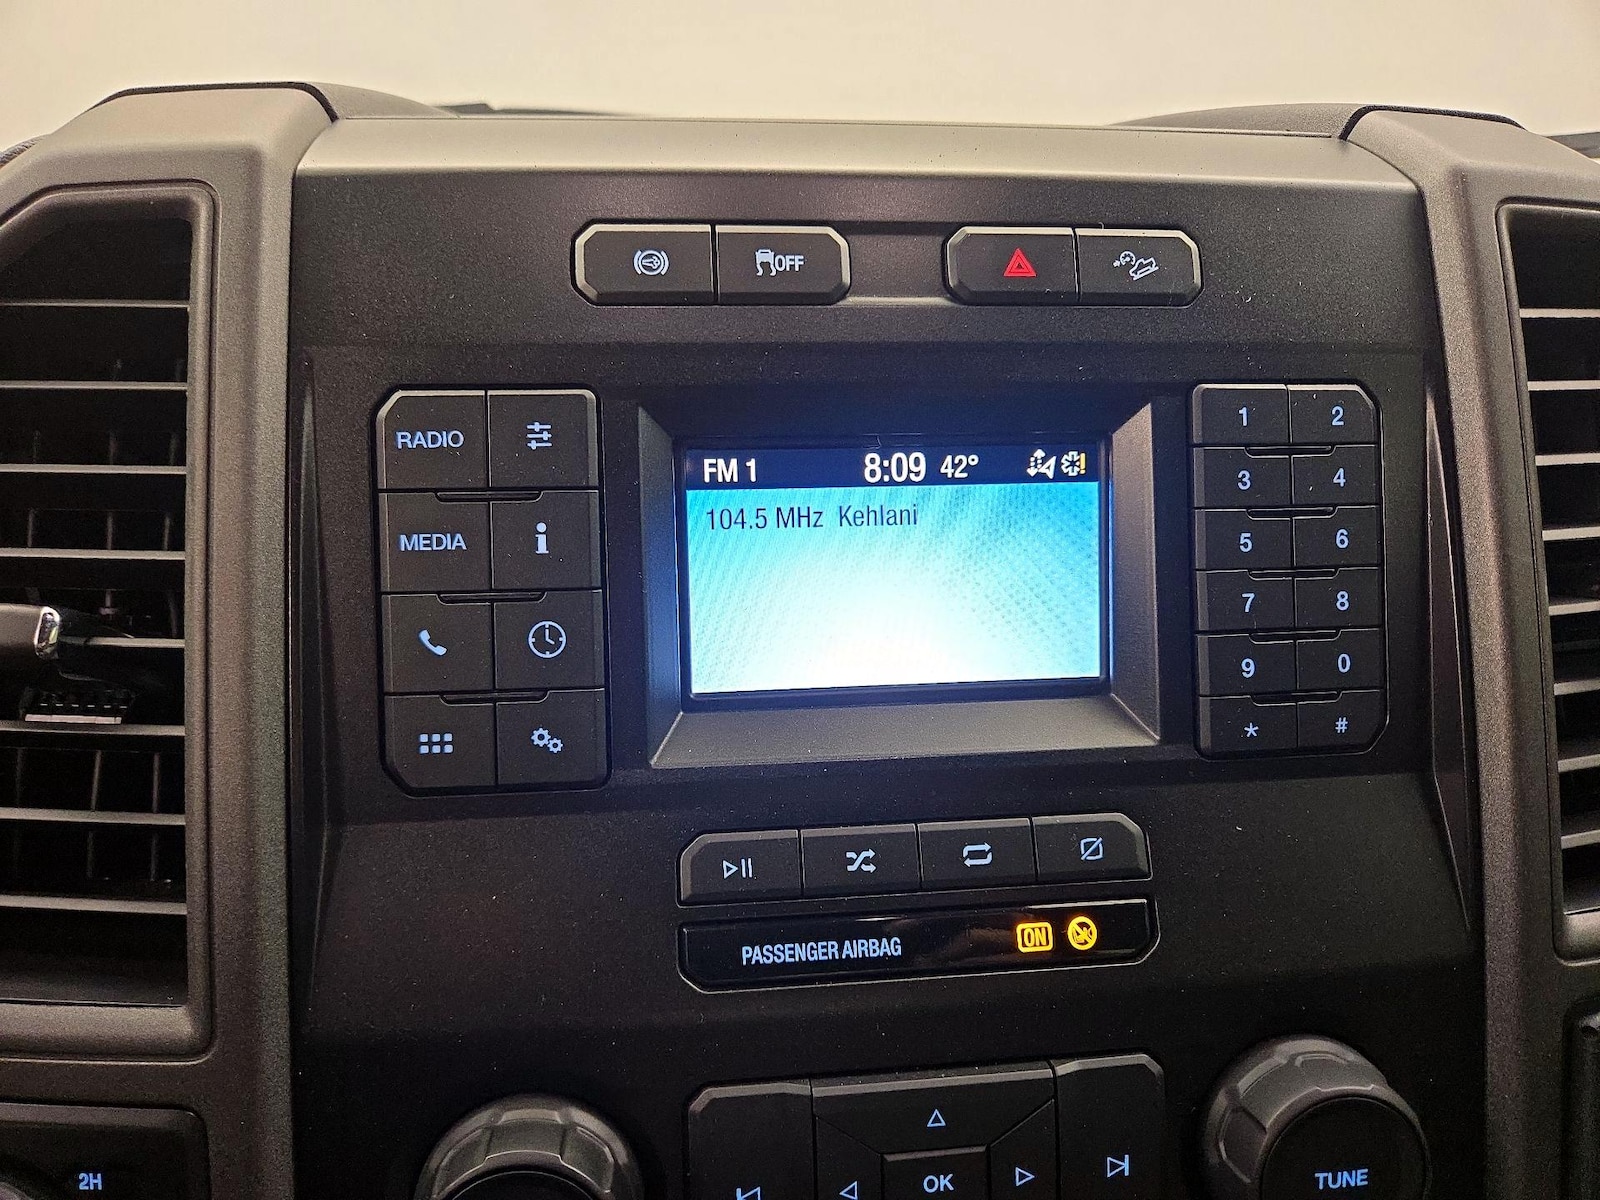 OFF
RADIO
MEDIA
FM 1 8:09 42°
104.5 MHz Kehlani
1 2
3 4
5 6
7 8
9 0
* #
PASSENGER AIRBAG ON
2H
OK
TUNE